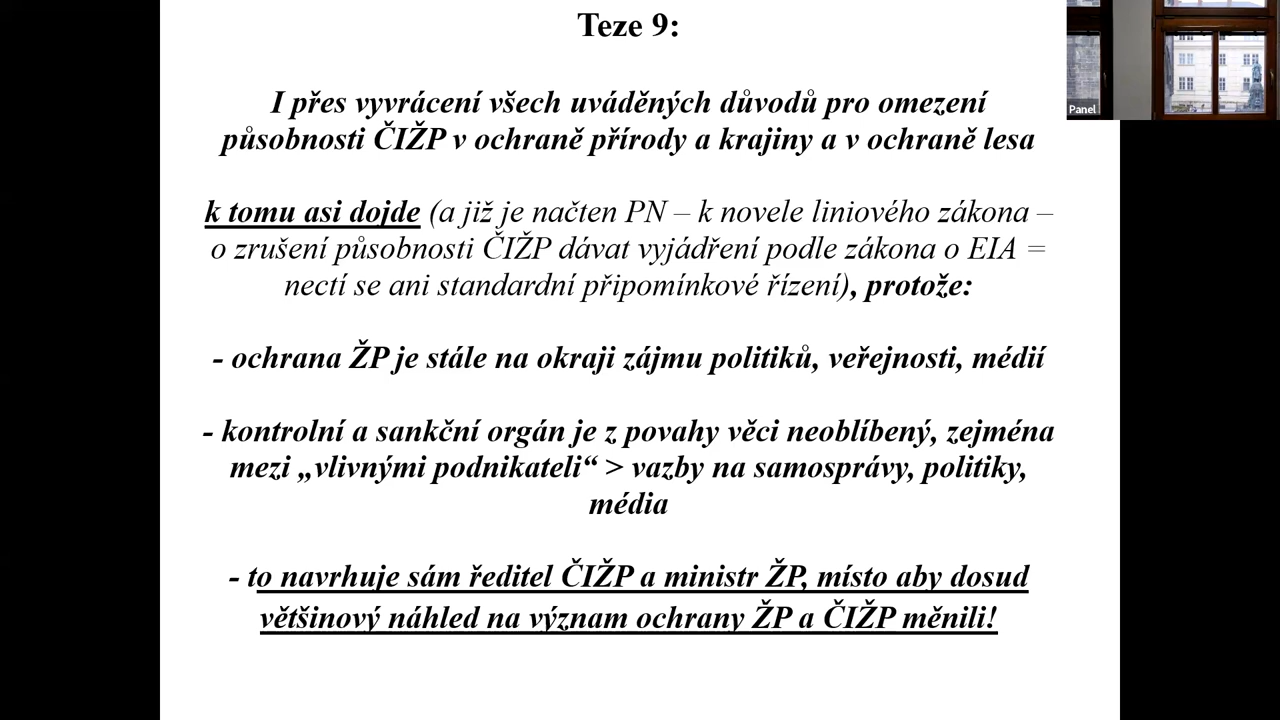 Teze 9:
I přes vyvrácení všech uváděných důvodů pro omezení
působnosti ČIŽP v ochraně přírody a krajiny a v ochraně lesa
k tomu asi dojde (a již je načten PN – k novele liniového zákona –
o zrušení působnosti ČIŽP dávat vyjádření podle zákona o EIA =
nectí se ani standardní připomínkové řízení), protože:
- ochrana ŽP je stále na okraji zájmu politiků, veřejnosti, médií
- kontrolní a sankční orgán je z povahy věci neoblíbený, zejména
mezi „vlivnými podnikateli“ > vazby na samosprávy, politiky,
média
- to navrhuje sám ředitel ČIŽP a ministr ŽP, místo aby dosud
většinový náhled na význam ochrany ŽP a ČIŽP měnili!
Panel